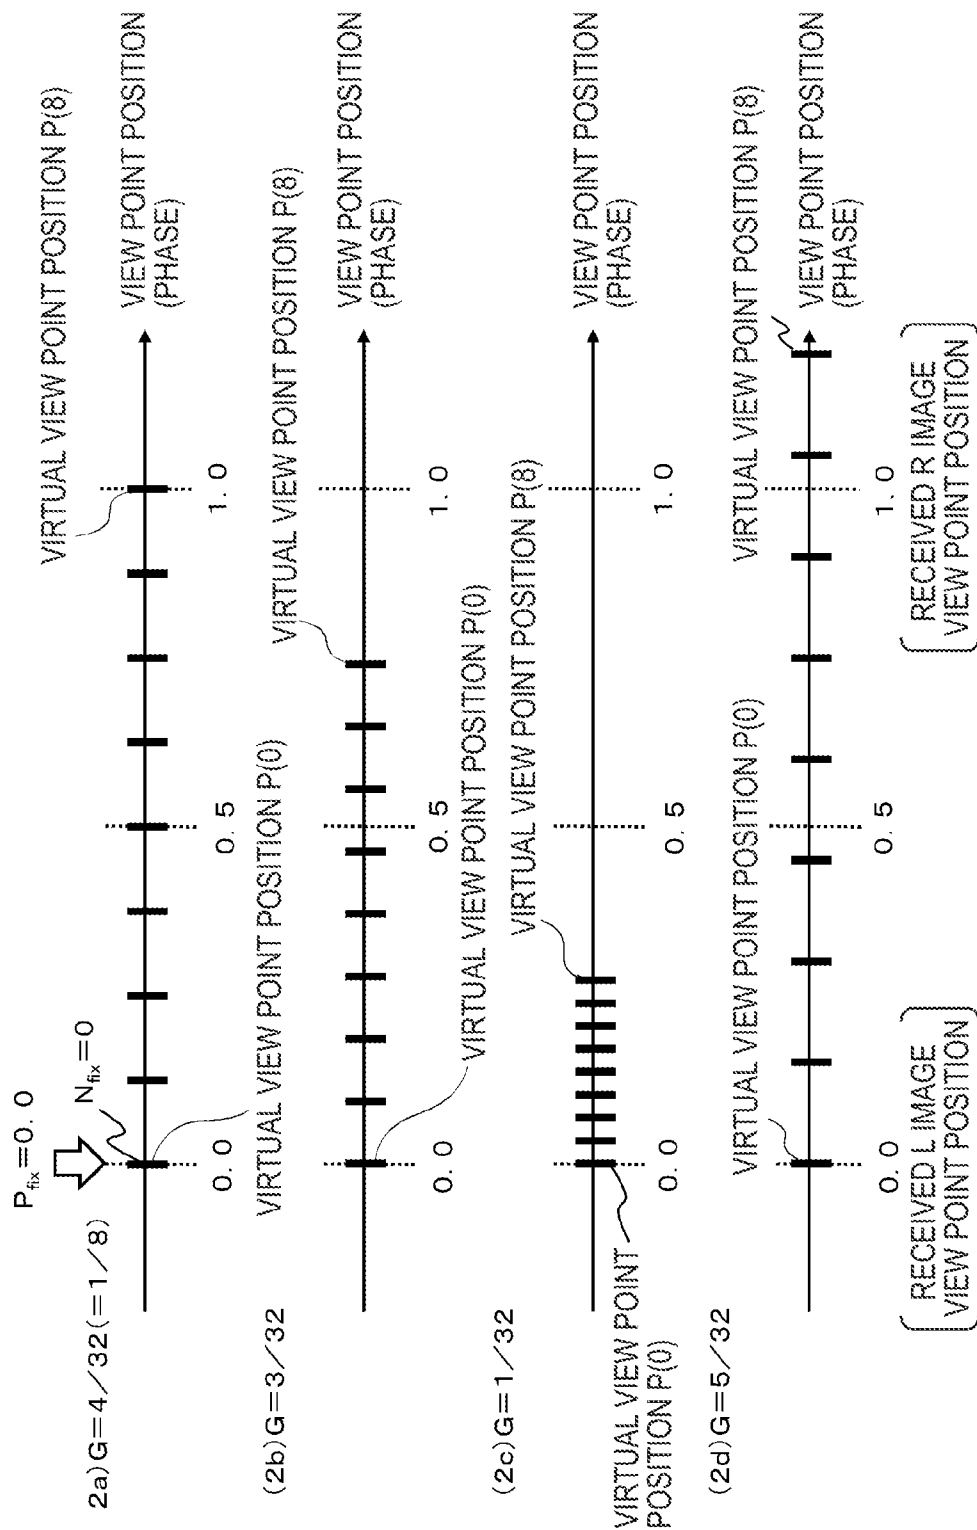 P_fix=0.0
N_fix=0
2a)G=4/32(=1/8)
VIRTUAL VIEW POINT POSITION P(8)
VIEW POINT POSITION
(PHASE)
0.0
0.5
1.0
VIRTUAL VIEW POINT POSITION P(0)
(2b)G=3/32
VIRTUAL VIEW POINT POSITION P(8)
VIEW POINT POSITION
(PHASE)
0.0
0.5
1.0
VIRTUAL VIEW POINT POSITION P(0)
(2c)G=1/32
VIRTUAL VIEW POINT POSITION P(8)
VIEW POINT POSITION
(PHASE)
0.0
0.5
1.0
VIRTUAL VIEW POINT
POSITION P(0)
(2d)G=5/32
VIRTUAL VIEW POINT POSITION P(0)
VIRTUAL VIEW POINT POSITION P(8)
VIEW POINT POSITION
(PHASE)
0.0
0.5
1.0
RECEIVED L IMAGE
VIEW POINT POSITION
RECEIVED R IMAGE
VIEW POINT POSITION